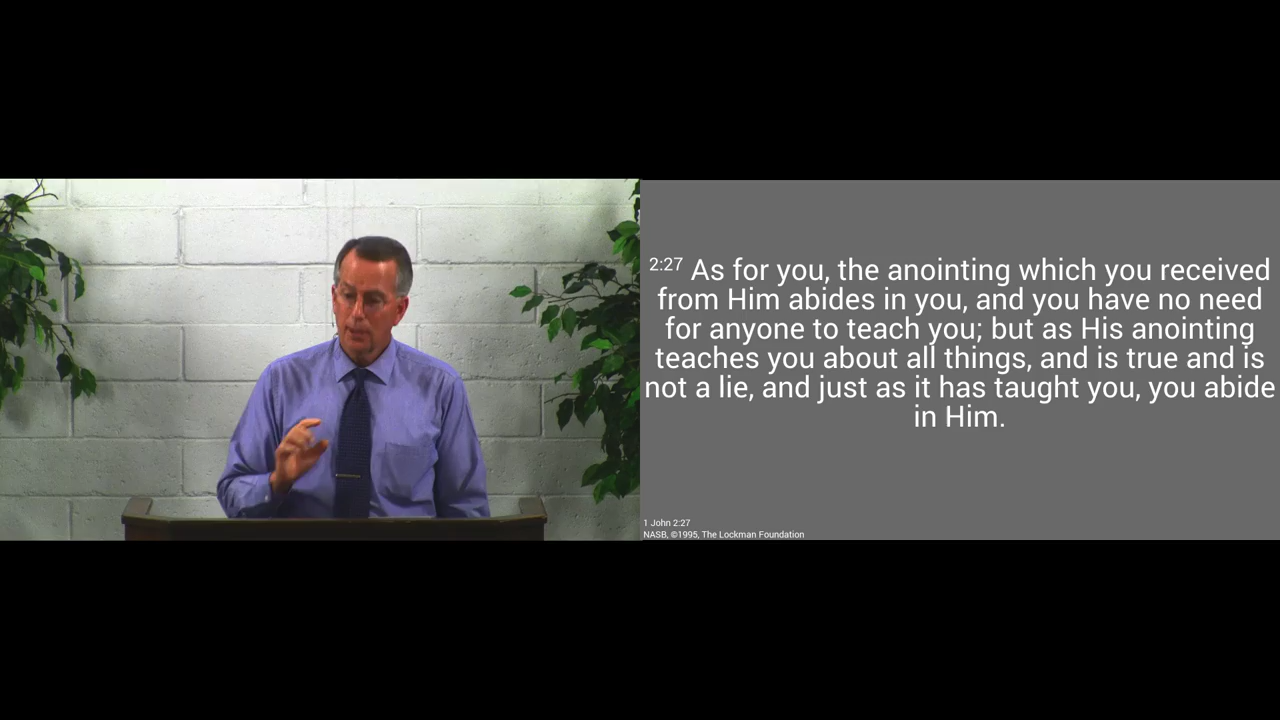 2:27 As for you, the anointing which you received
from Him abides in you, and you have no need
for anyone to teach you; but as His anointing
teaches you about all things, and is true and is
not a lie, and just as it has taught you, you abide
in Him.
1 John 2:27
NASB, ©1995, The Lockman Foundation